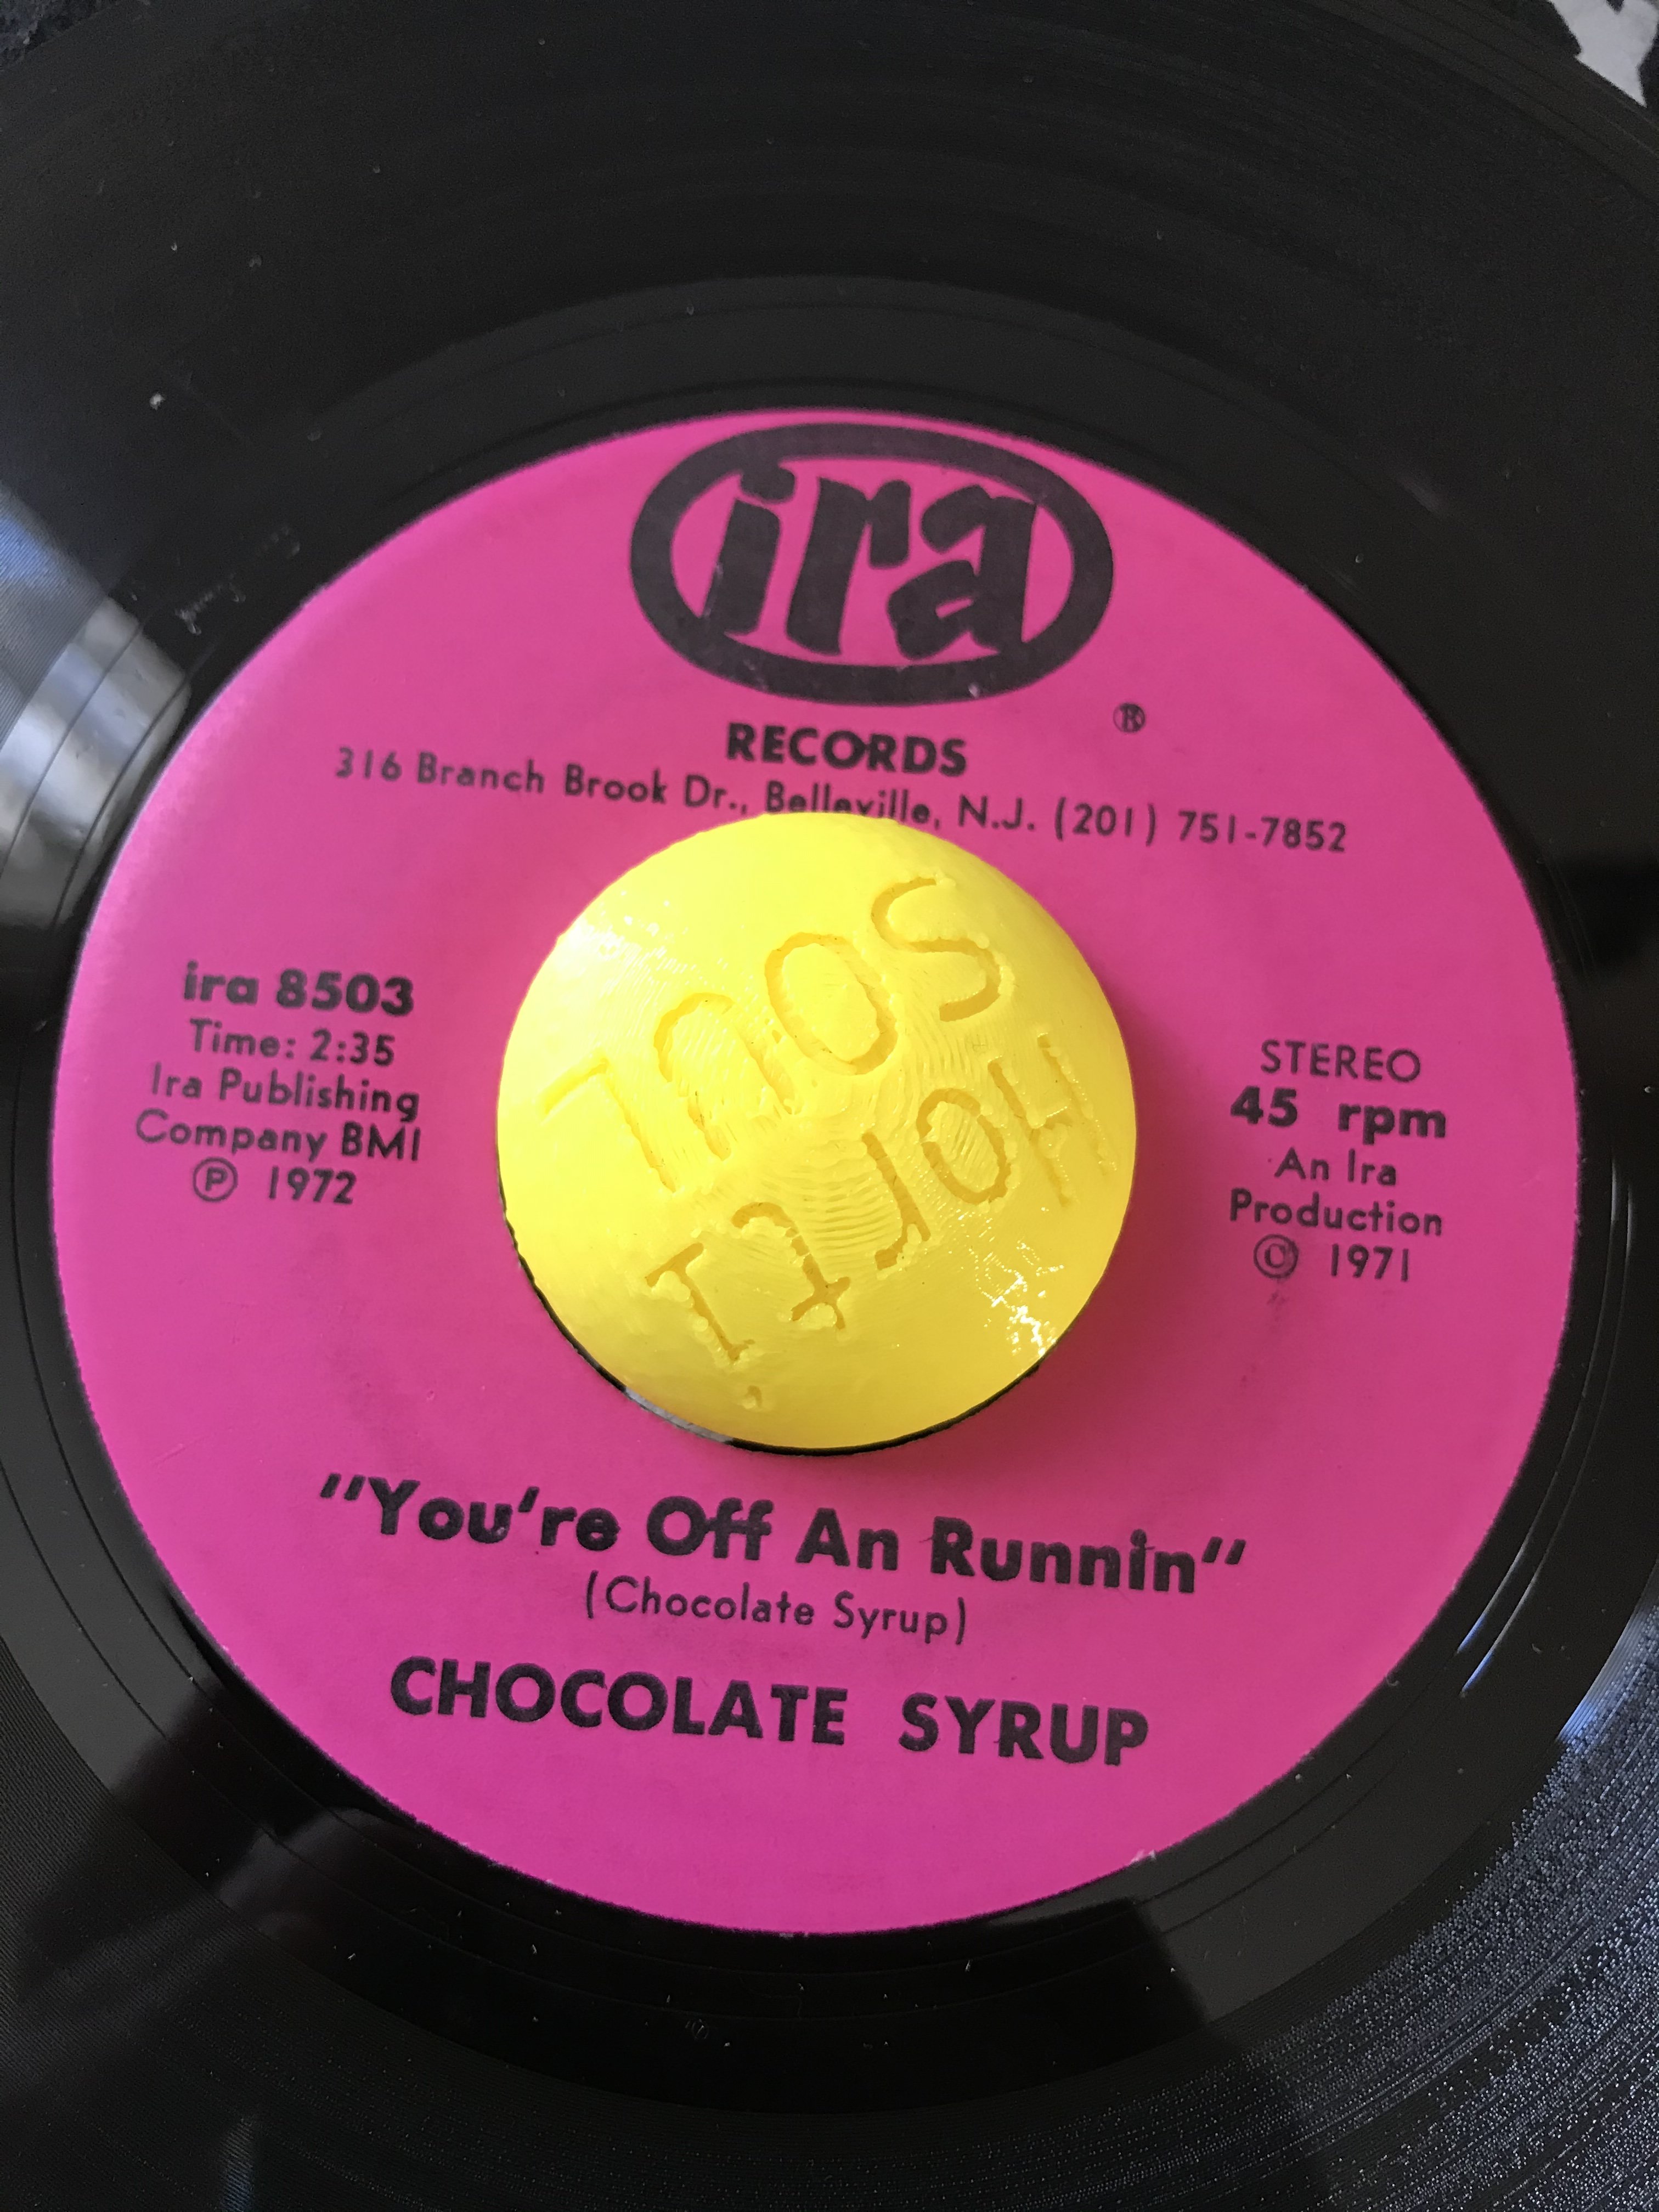 ira
®
RECORDS
316 Branch Brook Dr., Belleville, N.J. (201) 751-7852
ira 8503
Time: 2:35
Ira Publishing
Company BMI
Ⓟ 1972
SOUL
STEREO
45 rpm
An Ira
Production
© 1971
"You're Off An Runnin"
(Chocolate Syrup)
CHOCOLATE SYRUP